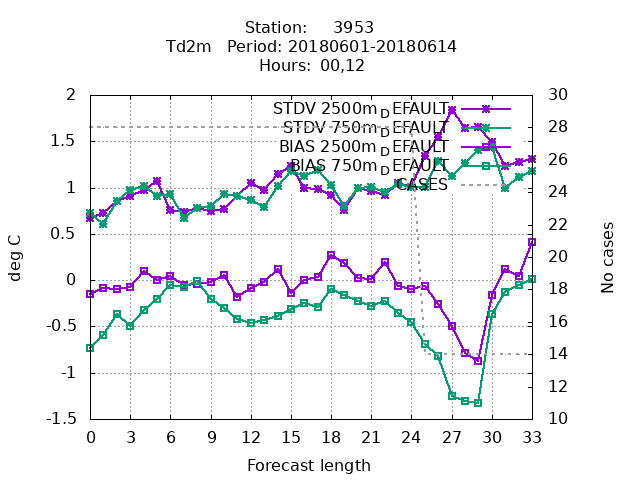 Station:     3953
Td2m   Period: 20180601-20180614
Hours:  00,12
STDV 2500m_DEFAULT
STDV 750m_DEFAULT
BIAS 2500m_DEFAULT
BIAS 750m_DEFAULT
CASES
2
1.5
1
0.5
0
-0.5
-1
-1.5
deg C
30
28
26
24
22
20
18
16
14
12
10
No cases
0 3 6 9 12 15 18 21 24 27 30 33
Forecast length